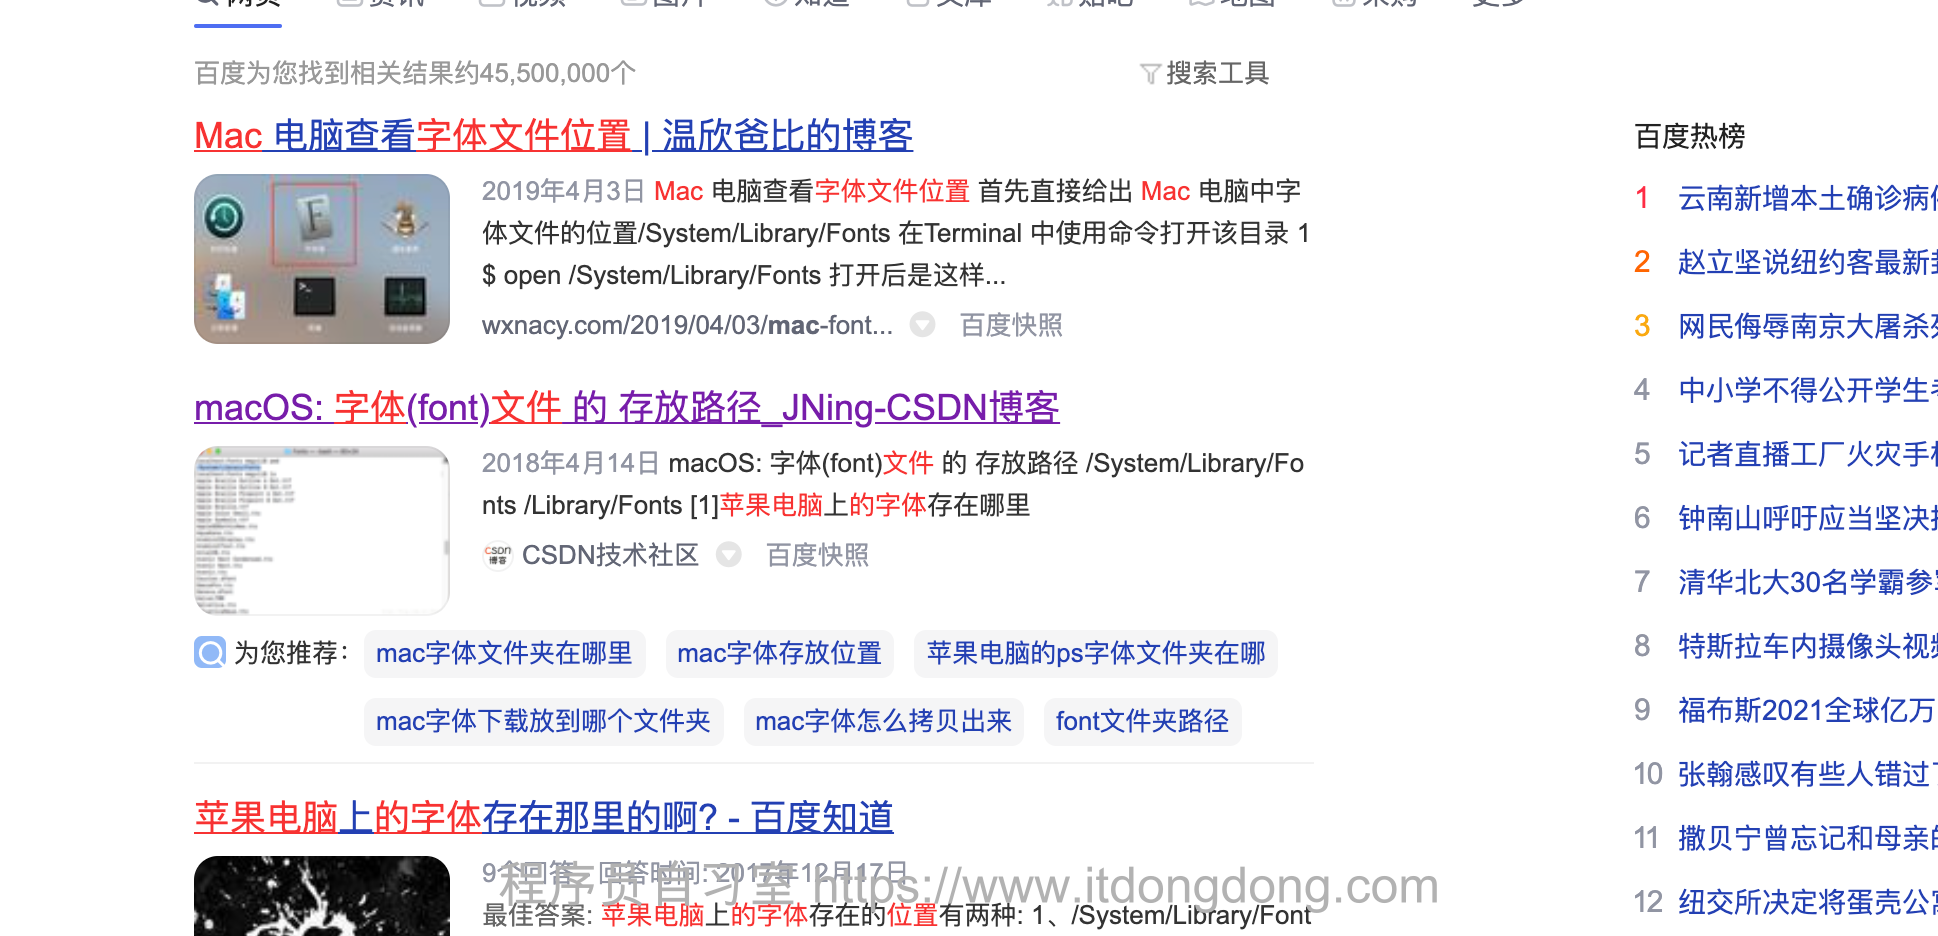 网页 资讯 视频 图片 知道 文库 贴吧 地图 采购 更多
百度为您找到相关结果约45,500,000个
搜索工具
Mac 电脑查看字体文件位置 | 温欣爸比的博客
2019年4月3日 Mac 电脑查看字体文件位置 首先直接给出 Mac 电脑中字
体文件的位置/System/Library/Fonts 在Terminal 中使用命令打开该目录 1
$ open /System/Library/Fonts 打开后是这样...
wxnacy.com/2019/04/03/mac-font... 百度快照
macOS: 字体(font)文件 的 存放路径_JNing-CSDN博客
2018年4月14日 macOS: 字体(font)文件 的 存放路径 /System/Library/Fo
nts /Library/Fonts [1]苹果电脑上的字体存在哪里
CSDN博客 CSDN技术社区 百度快照
为您推荐: mac字体文件夹在哪里 mac字体存放位置 苹果电脑的ps字体文件夹在哪
mac字体下载放到哪个文件夹 mac字体怎么拷贝出来 font文件夹路径
苹果电脑上的字体存在那里的啊? - 百度知道
9个回答 回答时间: 2017年12月17日
最佳答案: 苹果电脑上的字体存在的位置有两种: 1、/System/Library/Font
程序员自习室 https://www.itdongdong.com
百度热榜
1 云南新增本土确诊病
2 赵立坚说纽约客最新
3 网民侮辱南京大屠杀
4 中小学不得公开学生
5 记者直播工厂火灾手
6 钟南山呼吁应当坚决
7 清华北大30名学霸参
8 特斯拉车内摄像头视
9 福布斯2021全球亿万
10 张翰感叹有些人错过
11 撒贝宁曾忘记和母亲
12 纽交所决定将蛋壳公